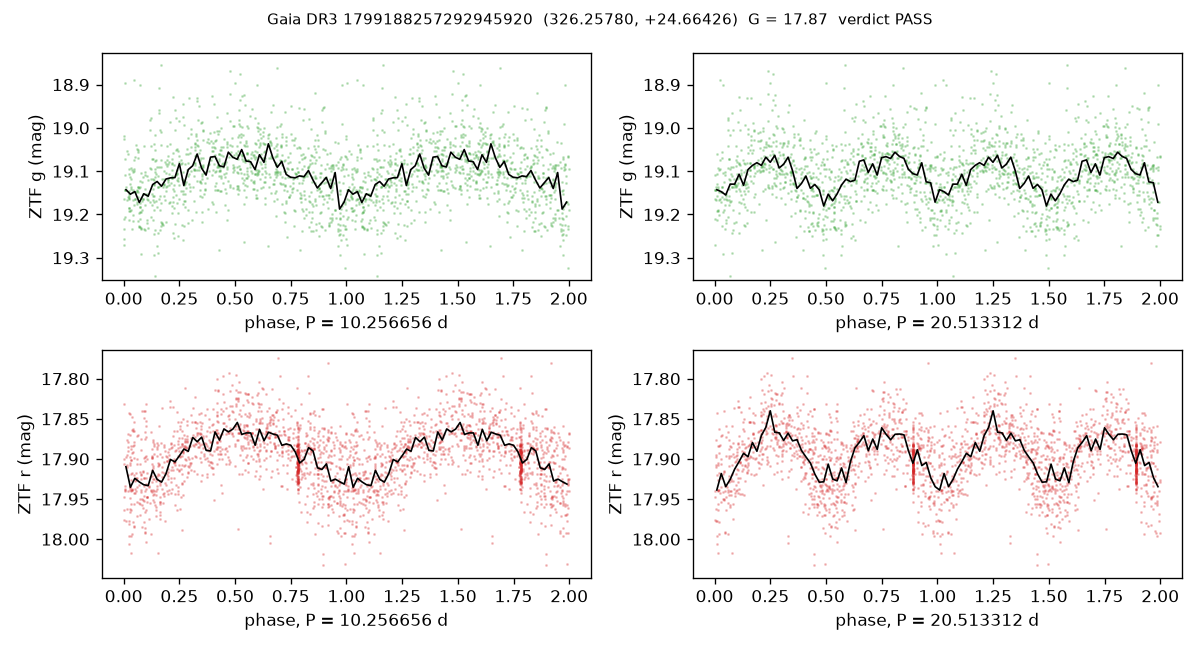 Gaia DR3 1799188257292945920 (326.25780, +24.66426) G = 17.87 verdict PASS
ZTF g (mag)
18.9
19.0
19.1
19.2
19.3
0.00 0.25 0.50 0.75 1.00 1.25 1.50 1.75 2.00
phase, P = 10.256656 d
ZTF g (mag)
18.9
19.0
19.1
19.2
19.3
0.00 0.25 0.50 0.75 1.00 1.25 1.50 1.75 2.00
phase, P = 20.513312 d
ZTF r (mag)
17.80
17.85
17.90
17.95
18.00
0.00 0.25 0.50 0.75 1.00 1.25 1.50 1.75 2.00
phase, P = 10.256656 d
ZTF r (mag)
17.80
17.85
17.90
17.95
18.00
0.00 0.25 0.50 0.75 1.00 1.25 1.50 1.75 2.00
phase, P = 20.513312 d